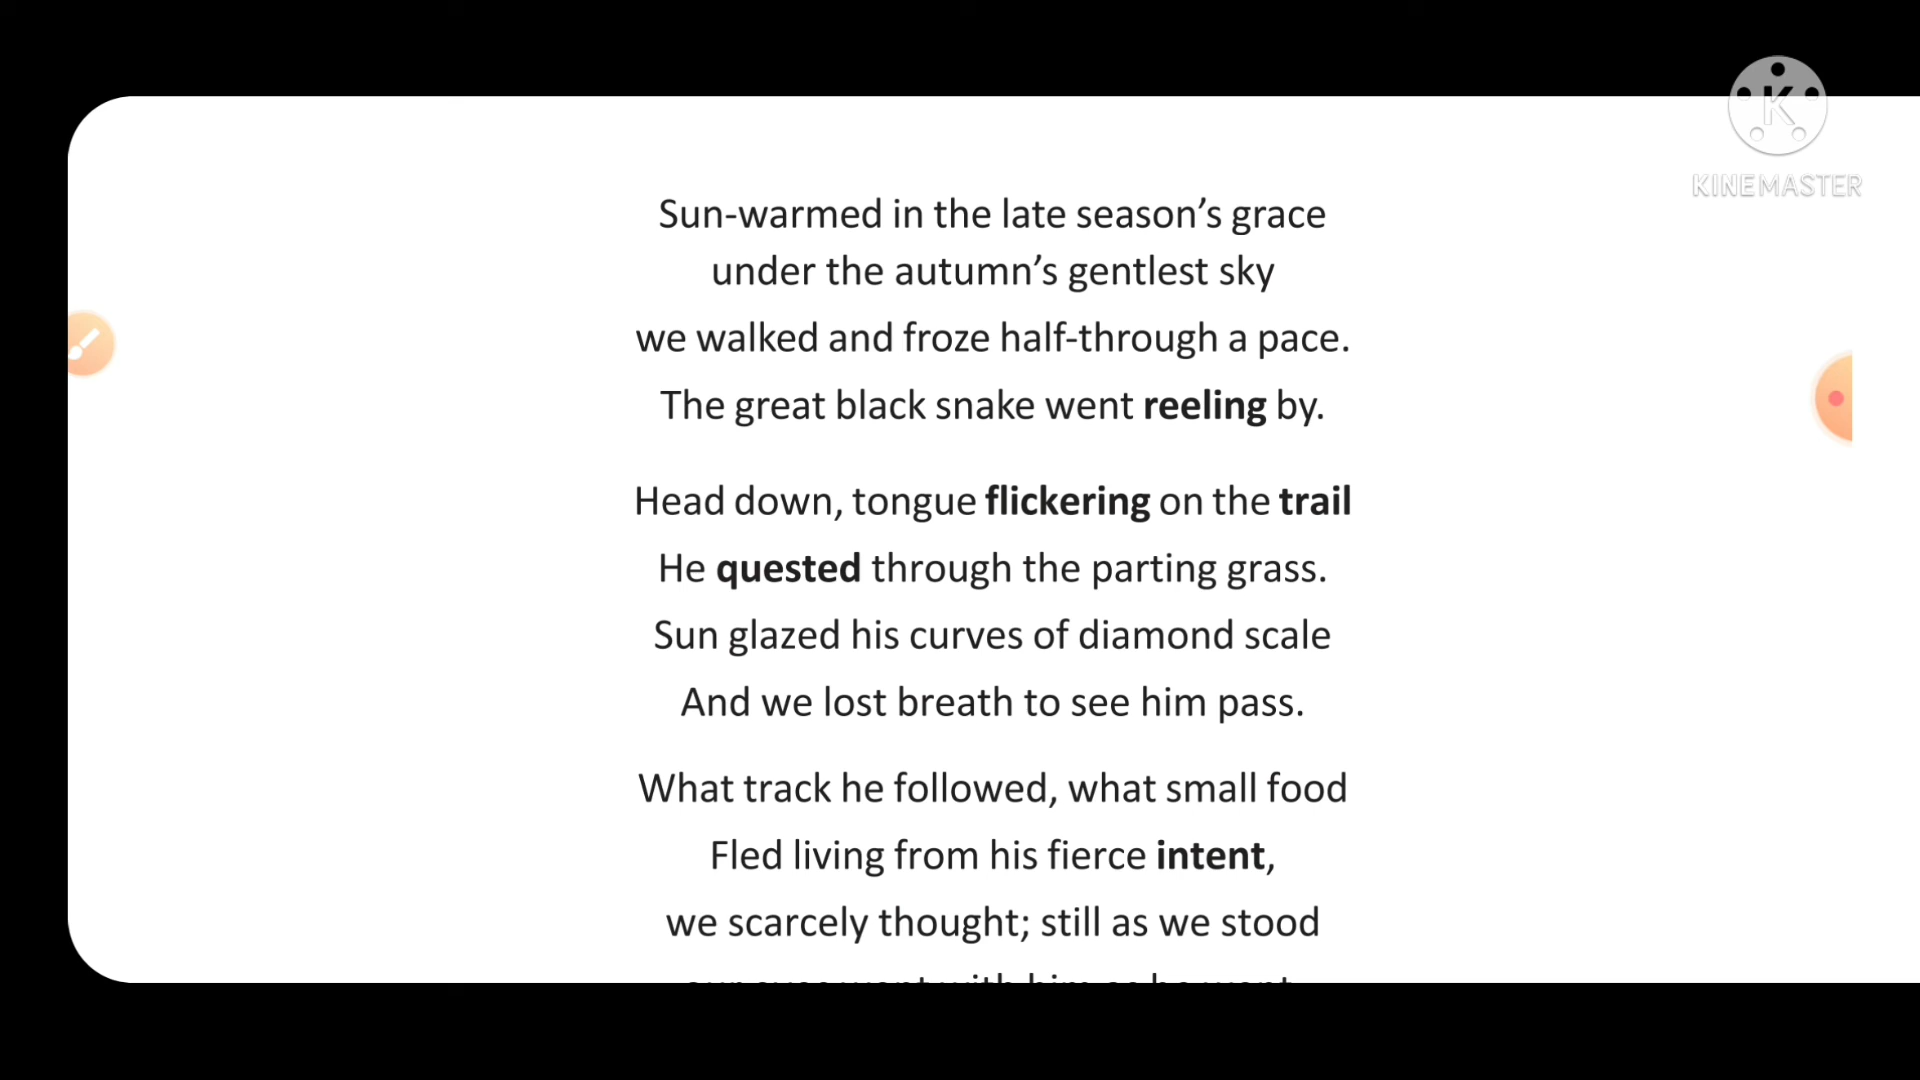 KINEMASTER
Sun-warmed in the late season’s grace
under the autumn’s gentlest sky
we walked and froze half-through a pace.
The great black snake went reeling by.
Head down, tongue flickering on the trail
He quested through the parting grass.
Sun glazed his curves of diamond scale
And we lost breath to see him pass.
What track he followed, what small food
Fled living from his fierce intent,
we scarcely thought; still as we stood